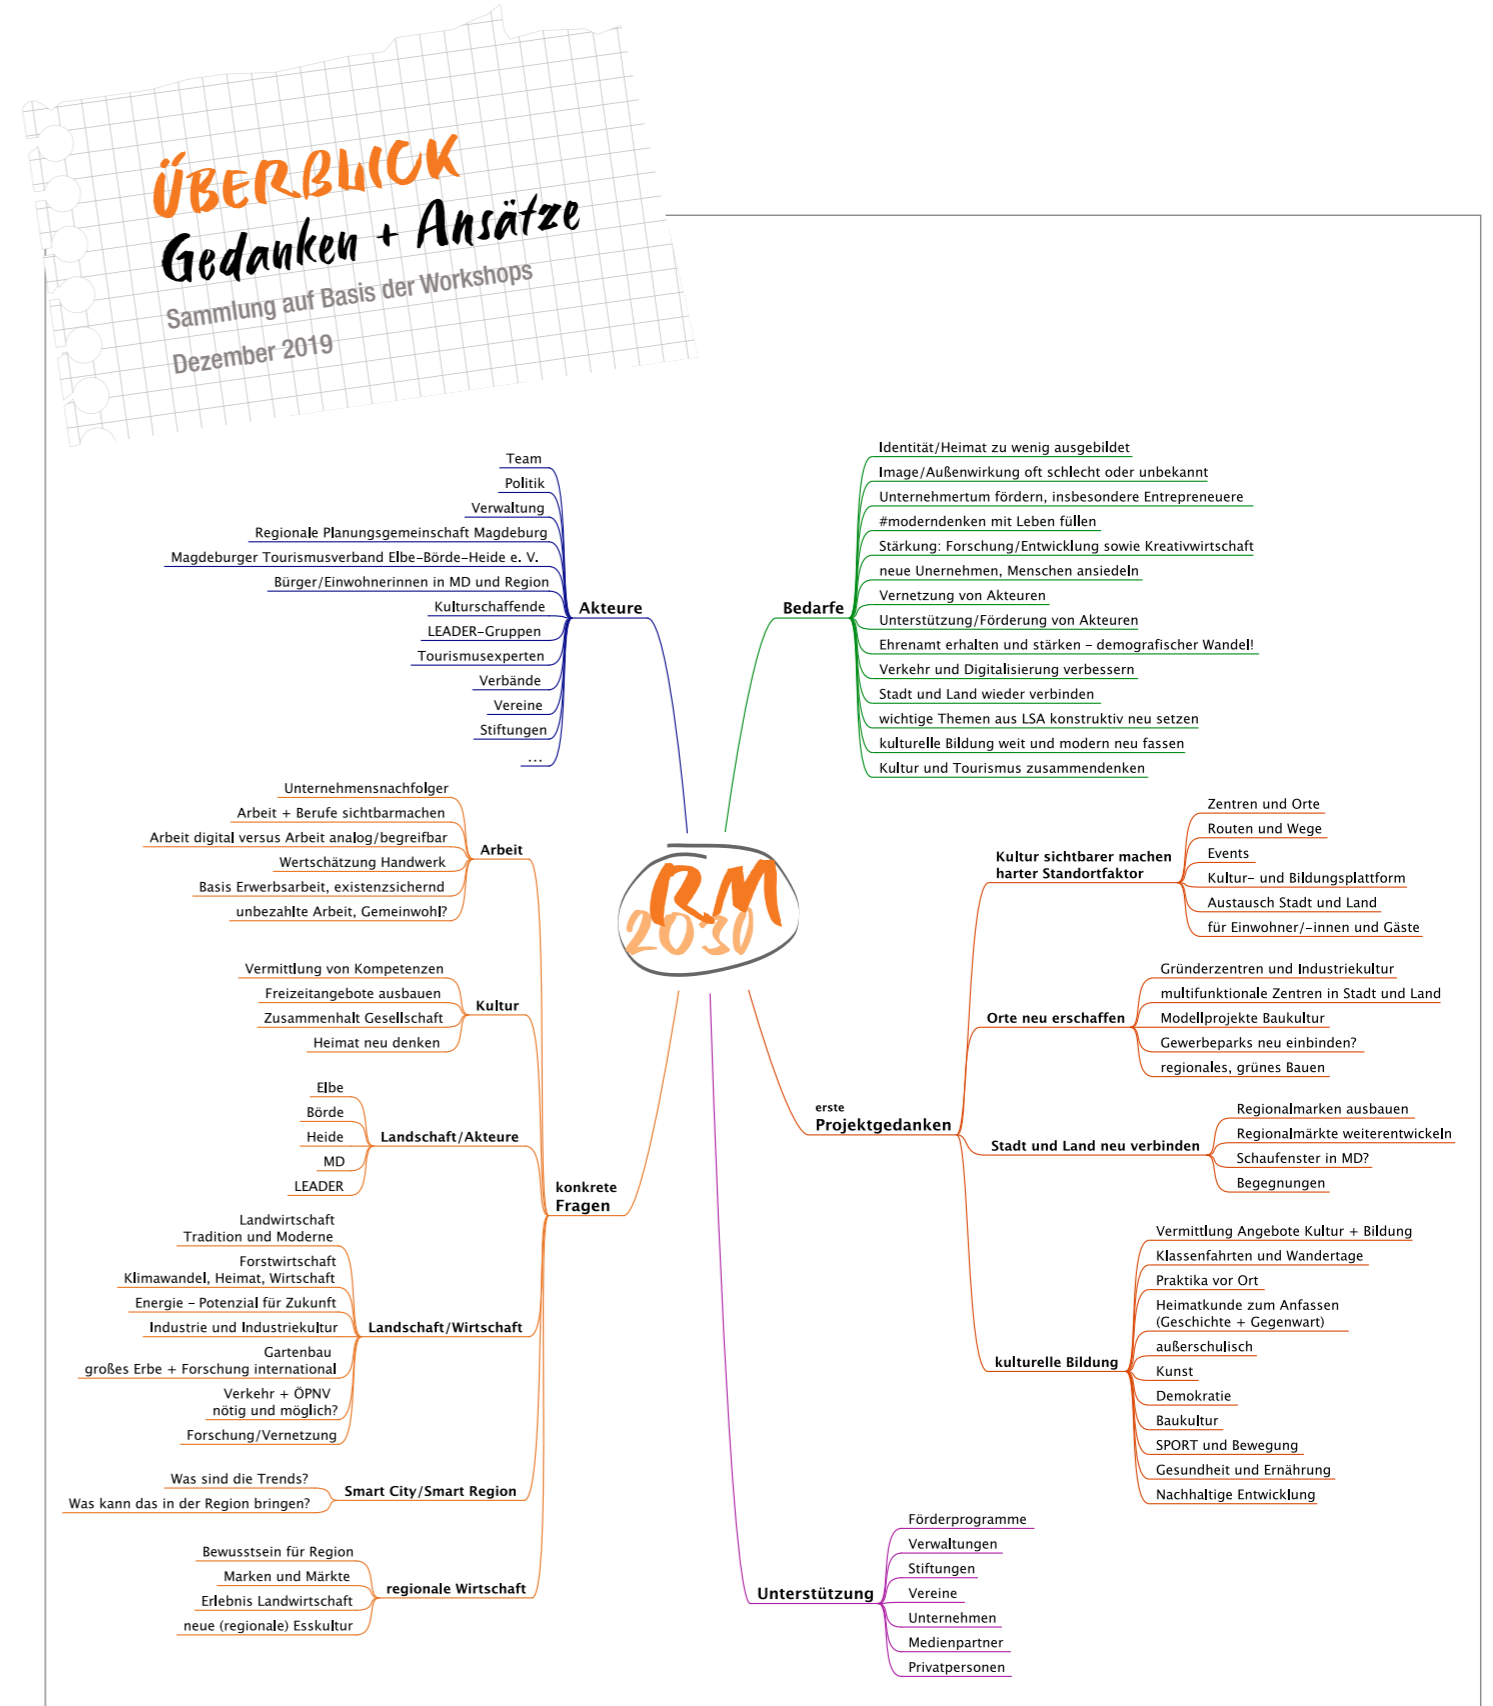 ÜBERBLICK
Gedanken + Ansätze
Sammlung auf Basis der Workshops
Dezember 2019
Team
Politik
Verwaltung
Regionale Planungsgemeinschaft Magdeburg
Magdeburger Tourismusverband Elbe-Börde-Heide e. V.
Bürger/Einwohnerinnen in MD und Region
Kulturschaffende
LEADER-Gruppen
Tourismusexperten
Verbände
Vereine
Stiftungen
...
Akteure
Bedarfe
Identität/Heimat zu wenig ausgebildet
Image/Außenwirkung oft schlecht oder unbekannt
Unternehmertum fördern, insbesondere Entrepreneuere
#moderndenken mit Leben füllen
Stärkung: Forschung/Entwicklung sowie Kreativwirtschaft
neue Unernehmen, Menschen ansiedeln
Vernetzung von Akteuren
Unterstützung/Förderung von Akteuren
Ehrenamt erhalten und stärken – demografischer Wandel!
Verkehr und Digitalisierung verbessern
Stadt und Land wieder verbinden
wichtige Themen aus LSA konstruktiv neu setzen
kulturelle Bildung weit und modern neu fassen
Kultur und Tourismus zusammendenken
RM
2030
Unternehmensnachfolger
Arbeit + Berufe sichtbarmachen
Arbeit digital versus Arbeit analog/begreifbar
Wertschätzung Handwerk
Basis Erwerbsarbeit, existenzsichernd
unbezahlte Arbeit, Gemeinwohl?
Arbeit
Vermittlung von Kompetenzen
Freizeitangebote ausbauen
Zusammenhalt Gesellschaft
Heimat neu denken
Kultur
Elbe
Börde
Heide
MD
LEADER
Landschaft/Akteure
konkrete
Fragen
Landwirtschaft
Tradition und Moderne
Forstwirtschaft
Klimawandel, Heimat, Wirtschaft
Energie – Potenzial für Zukunft
Industrie und Industriekultur
Gartenbau
großes Erbe + Forschung international
Verkehr + ÖPNV
nötig und möglich?
Forschung/Vernetzung
Landschaft/Wirtschaft
Was sind die Trends?
Was kann das in der Region bringen?
Smart City/Smart Region
Bewusstsein für Region
Marken und Märkte
Erlebnis Landwirtschaft
neue (regionale) Esskultur
regionale Wirtschaft
erste
Projektgedanken
Kultur sichtbarer machen
harter Standortfaktor
Zentren und Orte
Routen und Wege
Events
Kultur- und Bildungsplattform
Austausch Stadt und Land
für Einwohner/-innen und Gäste
Orte neu erschaffen
Gründerzentren und Industriekultur
multifunktionale Zentren in Stadt und Land
Modellprojekte Baukultur
Gewerbeparks neu einbinden?
regionales, grünes Bauen
Stadt und Land neu verbinden
Regionalmarken ausbauen
Regionalmärkte weiterentwickeln
Schaufenster in MD?
Begegnungen
kulturelle Bildung
Vermittlung Angebote Kultur + Bildung
Klassenfahrten und Wandertage
Praktika vor Ort
Heimatkunde zum Anfassen
(Geschichte + Gegenwart)
außerschulisch
Kunst
Demokratie
Baukultur
SPORT und Bewegung
Gesundheit und Ernährung
Nachhaltige Entwicklung
Unterstützung
Förderprogramme
Verwaltungen
Stiftungen
Vereine
Unternehmen
Medienpartner
Privatpersonen